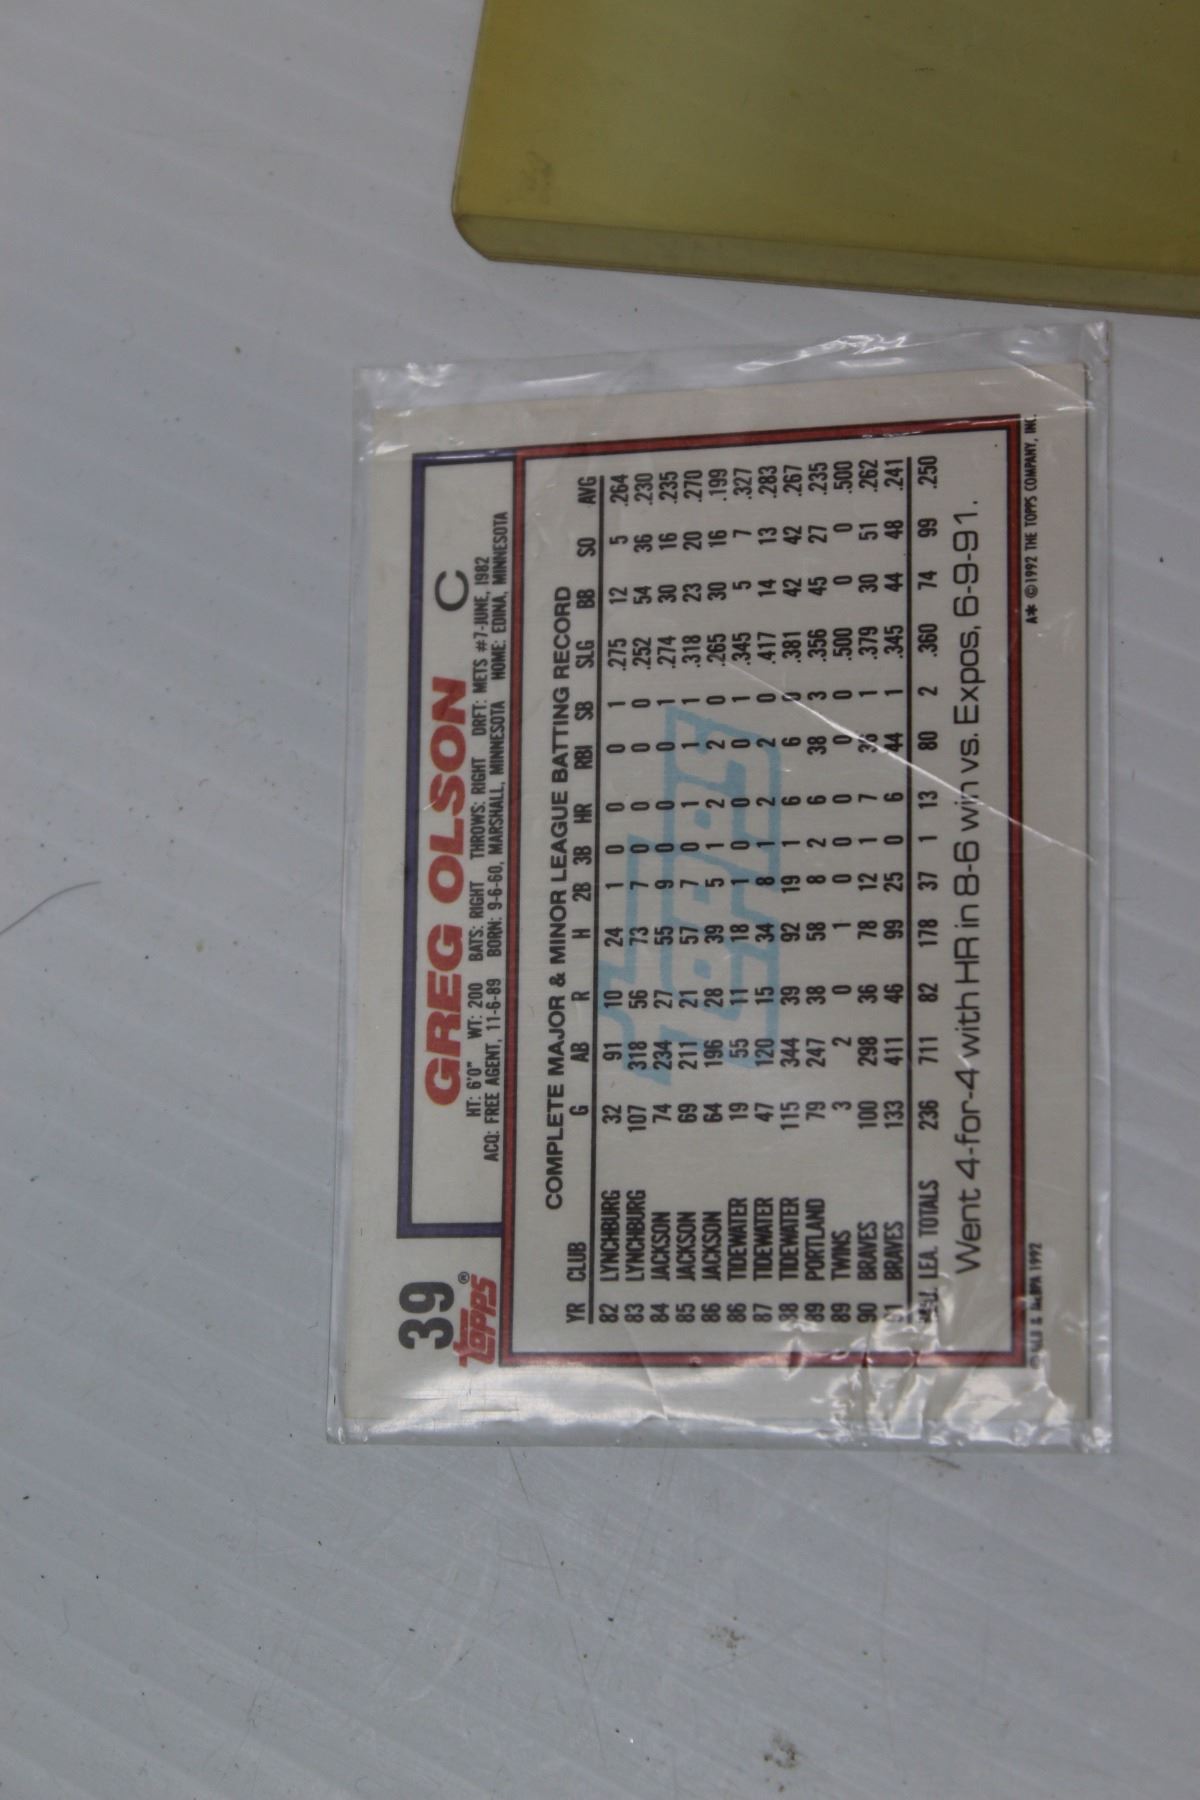 39
Topps®
GREG OLSON C
HT: 6'0" WT: 200 BATS: RIGHT THROWS: RIGHT DRFT: METS #7-JUNE, 1982
ACQ: FREE AGENT, 11-6-89 BORN: 9-6-60, MARSHALL, MINNESOTA HOME: EDINA, MINNESOTA
COMPLETE MAJOR & MINOR LEAGUE BATTING RECORD
YR CLUB G AB R H 2B 3B HR RBI SB SLG BB SO AVG
82 LYNCHBURG 32 91 10 24 1 0 0 0 1 .275 12 5 .264
83 LYNCHBURG 107 318 56 73 7 0 0 0 0 .252 54 36 .230
84 JACKSON 74 234 27 55 9 0 0 0 1 .274 30 16 .235
85 JACKSON 69 211 21 57 7 0 1 1 1 .318 23 20 .270
86 JACKSON 64 196 28 39 5 1 2 2 0 .265 30 16 .199
86 TIDEWATER 19 55 11 18 1 0 0 0 1 .345 5 7 .327
87 TIDEWATER 47 120 15 34 8 1 2 2 0 .417 14 13 .283
88 TIDEWATER 115 344 39 92 19 1 6 6 0 .381 42 42 .267
89 PORTLAND 79 247 38 58 8 2 6 38 3 .356 45 27 .235
89 TWINS 3 2 0 1 0 0 0 0 0 .500 0 0 .500
90 BRAVES 100 298 36 78 12 1 7 36 1 .379 30 51 .262
91 BRAVES 133 411 46 99 25 0 6 44 1 .345 44 48 .241
MAJ. LEA. TOTALS 236 711 82 178 37 1 13 80 2 .360 74 99 .250
Went 4-for-4 with HR in 8-6 win vs. Expos, 6-9-91.
© MLB & MLBPA 1992 A* ©1992 THE TOPPS COMPANY, INC.